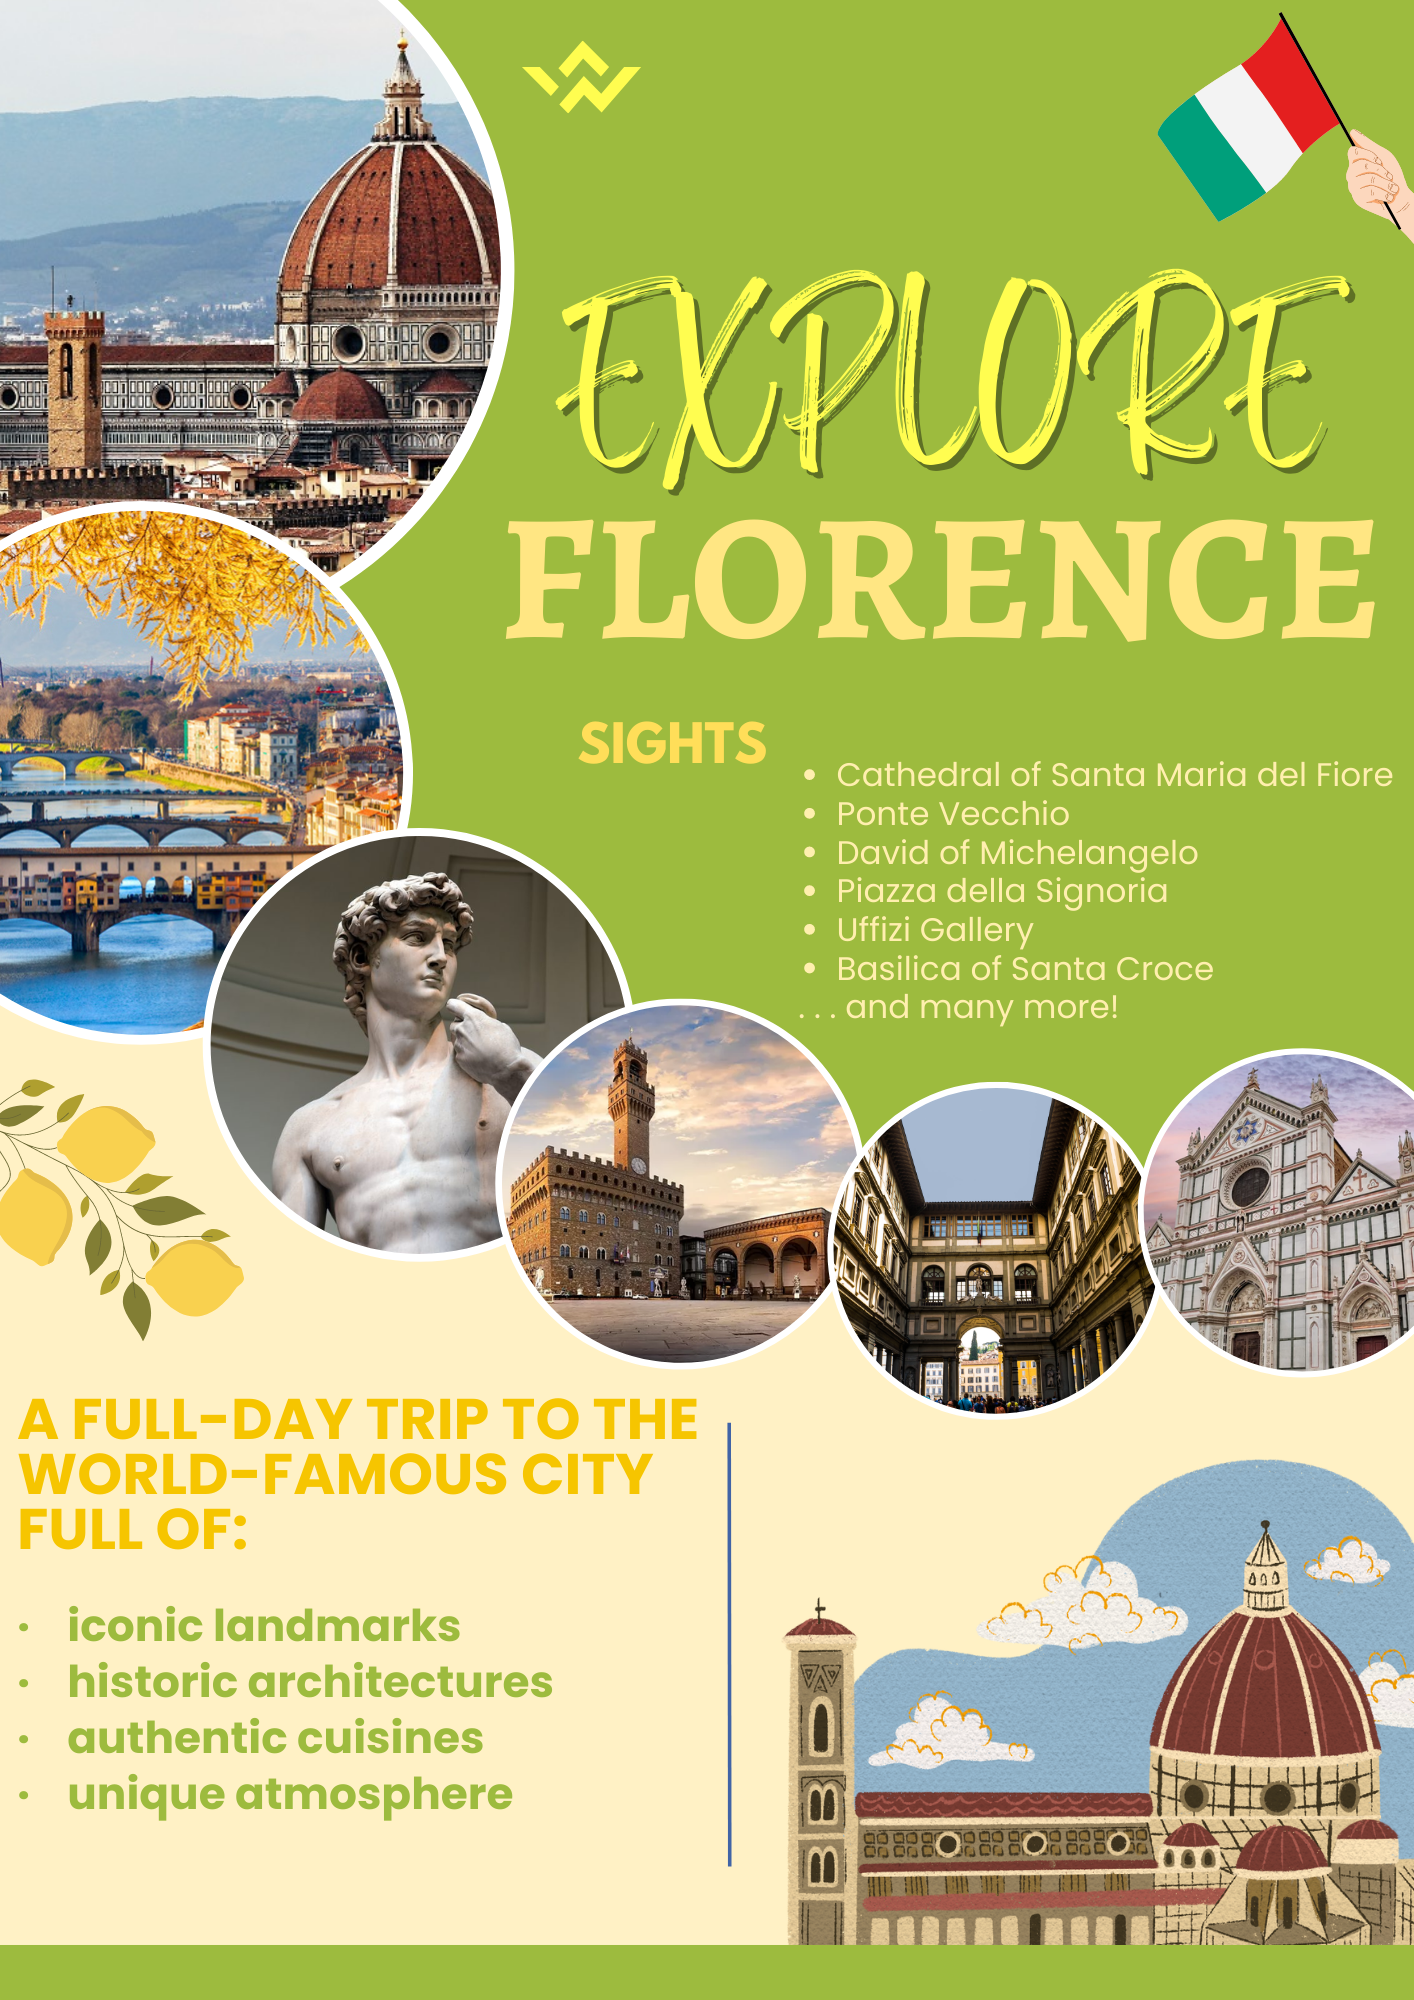 EXPLORE
FLORENCE
SIGHTS
• Cathedral of Santa Maria del Fiore
• Ponte Vecchio
• David of Michelangelo
• Piazza della Signoria
• Uffizi Gallery
• Basilica of Santa Croce
. . . and many more!
A FULL-DAY TRIP TO THE
WORLD-FAMOUS CITY
FULL OF:
· iconic landmarks
· historic architectures
· authentic cuisines
· unique atmosphere